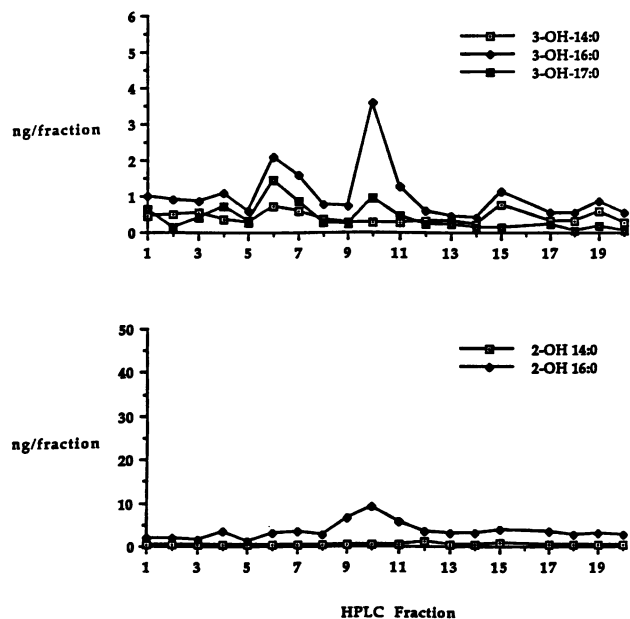 6
5
4
3
2
1
0
ng/fraction
3-OH-14:0
3-OH-16:0
3-OH-17:0
1 3 5 7 9 11 13 15 17 19
50
40
30
20
10
0
ng/fraction
2-OH 14:0
2-OH 16:0
1 3 5 7 9 11 13 15 17 19
HPLC Fraction